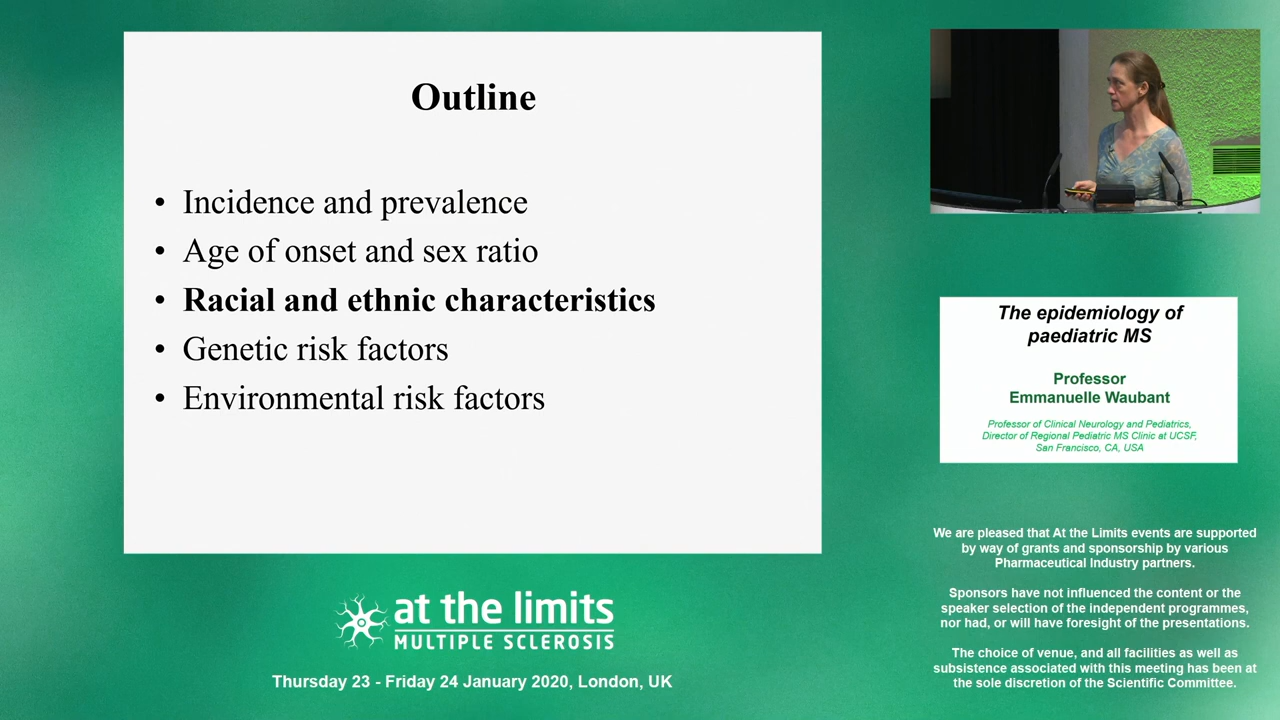 Outline
• Incidence and prevalence
• Age of onset and sex ratio
• Racial and ethnic characteristics
• Genetic risk factors
• Environmental risk factors
at the limits
MULTIPLE SCLEROSIS
Thursday 23 - Friday 24 January 2020, London, UK
The epidemiology of
paediatric MS
Professor
Emmanuelle Waubant
Professor of Clinical Neurology and Pediatrics,
Director of Regional Pediatric MS Clinic at UCSF,
San Francisco, CA, USA
We are pleased that At the Limits events are supported
by way of grants and sponsorship by various
Pharmaceutical Industry partners.
Sponsors have not influenced the content or the
speaker selection of the independent programmes,
nor had, or will have foresight of the presentations.
The choice of venue, and all facilities as well as
subsistence associated with this meeting has been at
the sole discretion of the Scientific Committee.